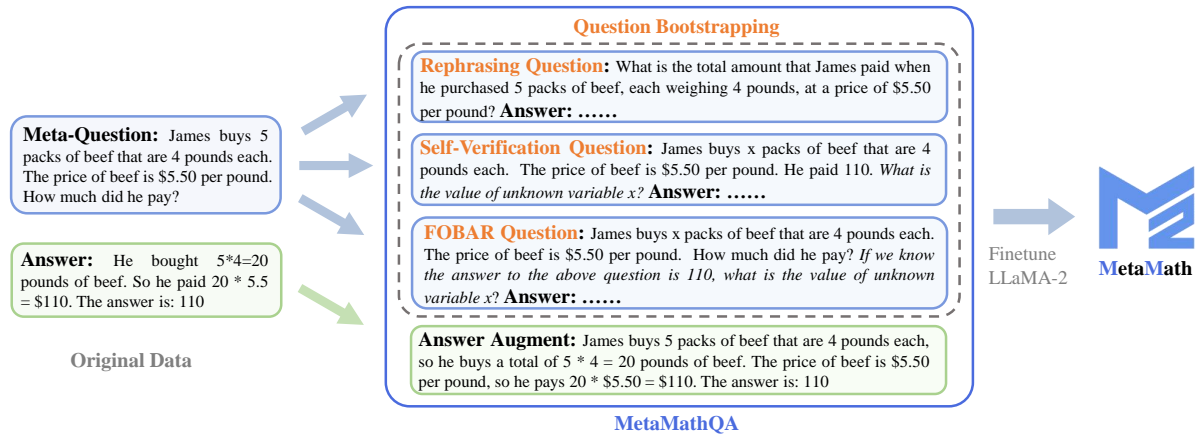 Meta-Question: James buys 5
packs of beef that are 4 pounds each.
The price of beef is $5.50 per pound.
How much did he pay?
Answer: He bought 5*4=20
pounds of beef. So he paid 20 * 5.5
= $110. The answer is: 110
Original Data
Question Bootstrapping
Rephrasing Question: What is the total amount that James paid when
he purchased 5 packs of beef, each weighing 4 pounds, at a price of $5.50
per pound? Answer: ......
Self-Verification Question: James buys x packs of beef that are 4
pounds each. The price of beef is $5.50 per pound. He paid 110. What
is the value of unknown variable x? Answer: ......
FOBAR Question: James buys x packs of beef that are 4 pounds each.
The price of beef is $5.50 per pound. How much did he pay? If we know
the answer to the above question is 110, what is the value of unknown
variable x? Answer: ......
Answer Augment: James buys 5 packs of beef that are 4 pounds each,
so he buys a total of 5 * 4 = 20 pounds of beef. The price of beef is $5.50
per pound, so he pays 20 * $5.50 = $110. The answer is: 110
MetaMathQA
Finetune
LLaMA-2
M2
MetaMath